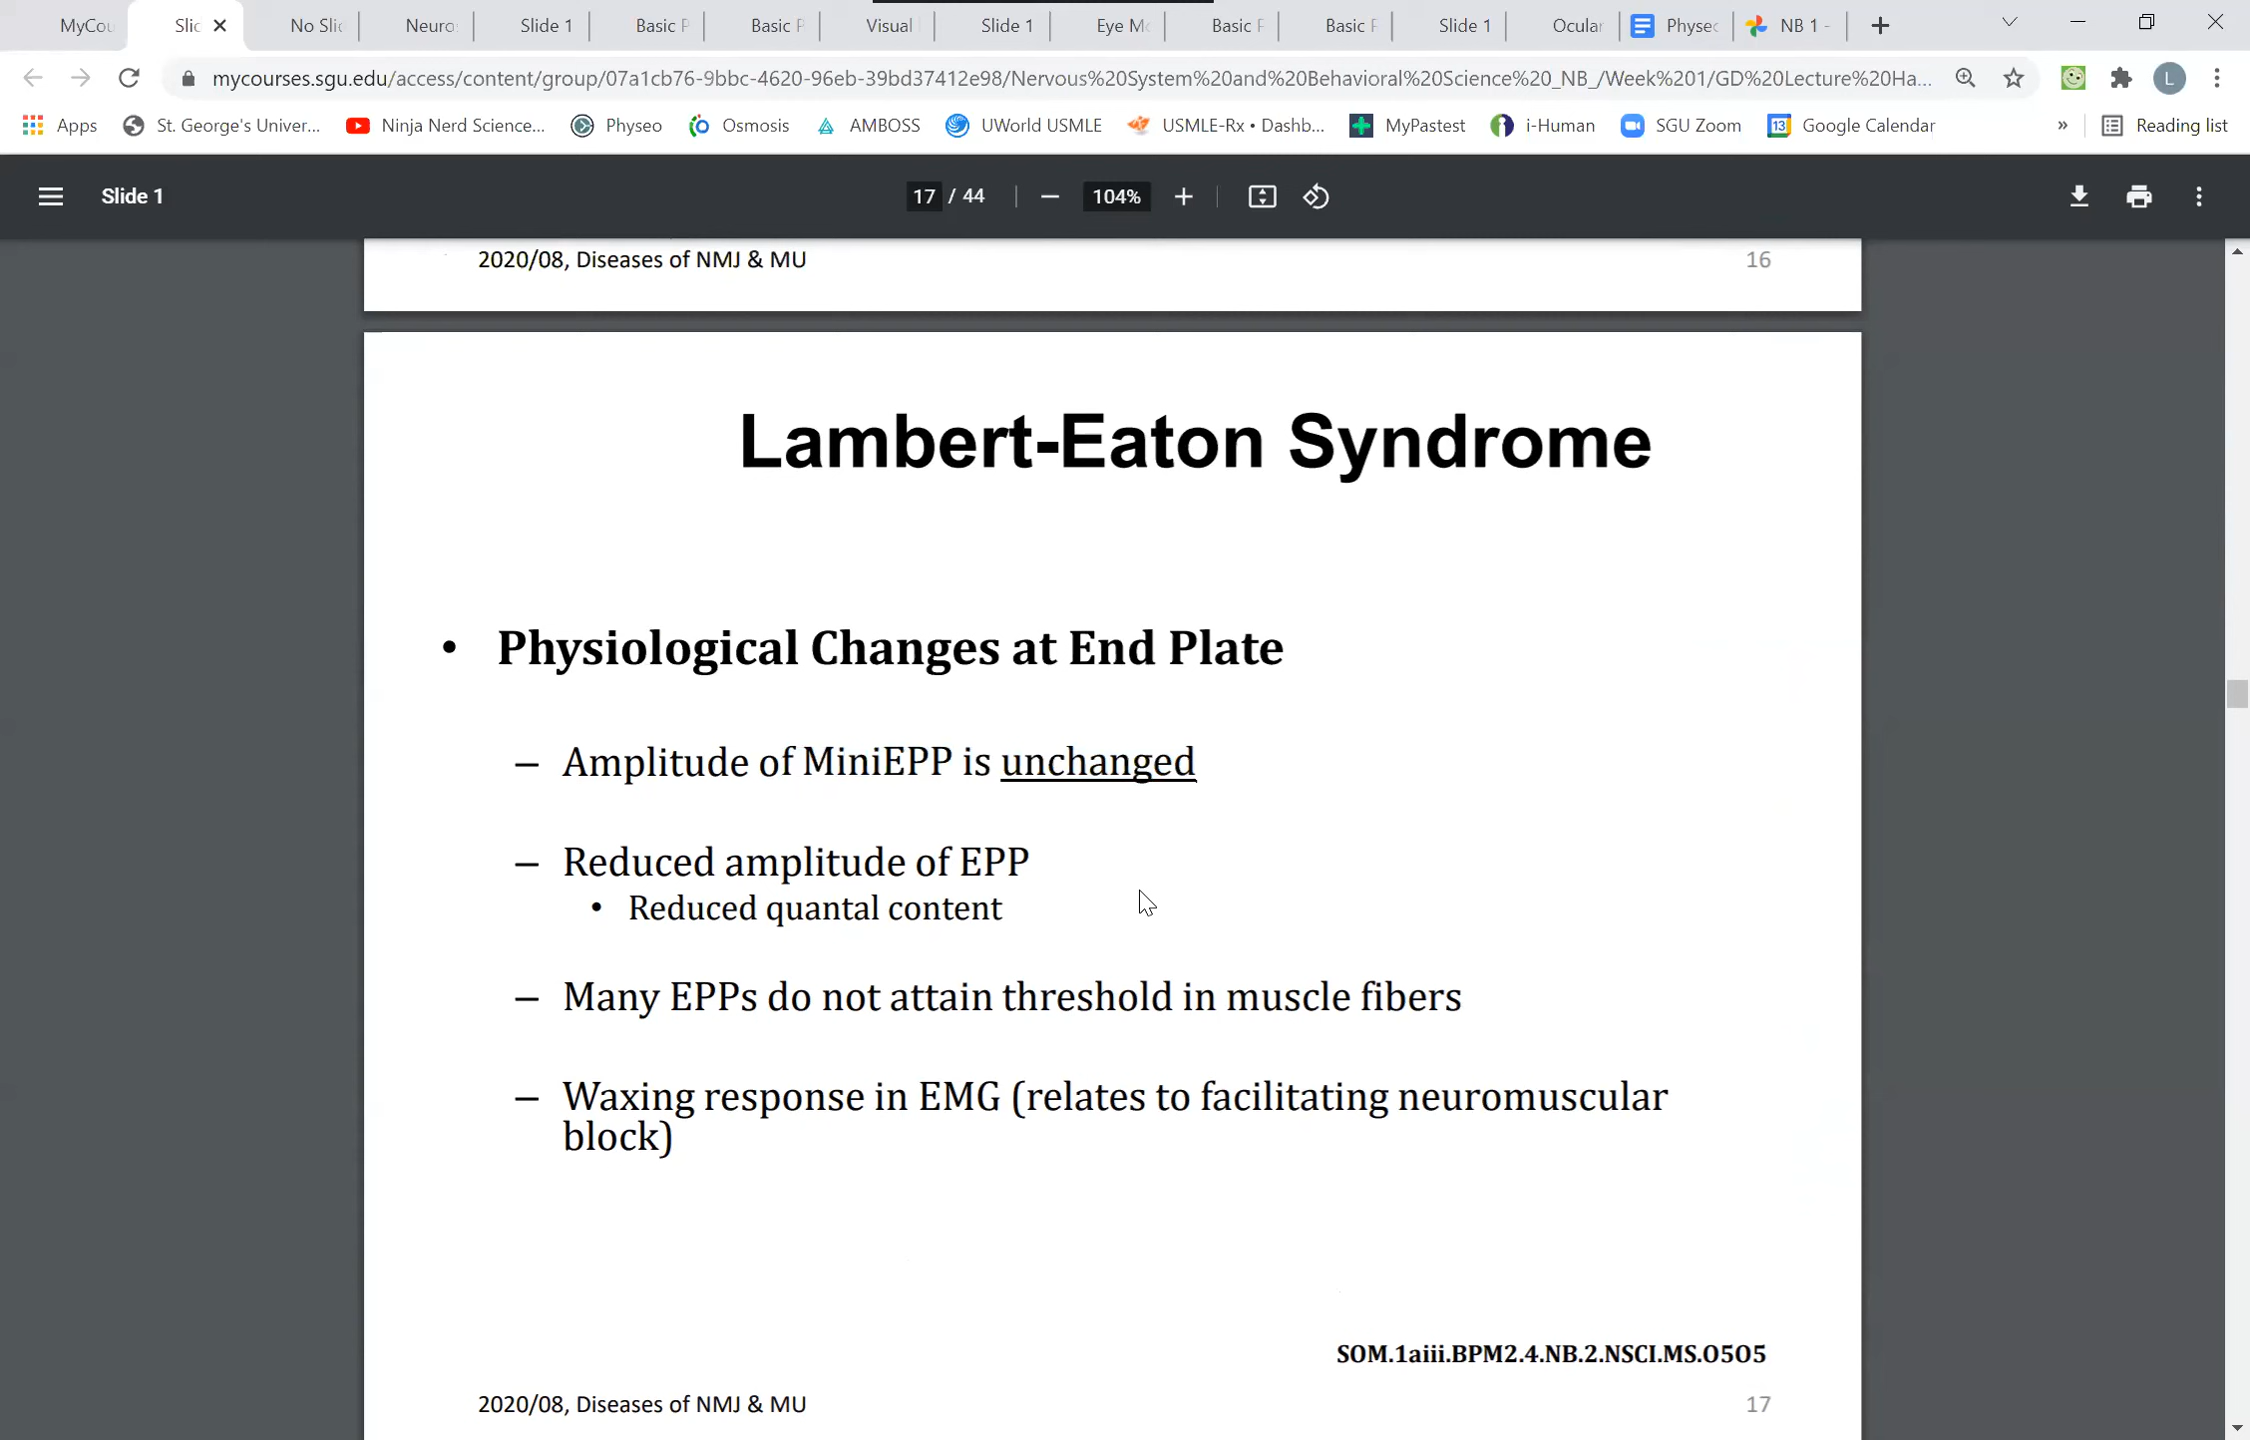 MyCou
Slic
No Slic
Neuro
Slide 1
Basic P
Basic P
Visual
Slide 1
Eye Mo
Basic P
Basic P
Slide 1
Ocular
Physec
NB 1 -
mycourses.sgu.edu/access/content/group/07a1cb76-9bbc-4620-96eb-39bd37412e98/Nervous%20System%20and%20Behavioral%20Science%20_NB_/Week%201/GD%20Lecture%20Ha...
L
Apps
St. George's Univer...
Ninja Nerd Science...
Physeo
Osmosis
AMBOSS
UWorld USMLE
USMLE-Rx • Dashb...
MyPastest
i-Human
SGU Zoom
13
Google Calendar
»
Reading list
Slide 1
17 / 44
104%
2020/08, Diseases of NMJ & MU
16
Lambert-Eaton Syndrome
• Physiological Changes at End Plate
– Amplitude of MiniEPP is unchanged
– Reduced amplitude of EPP
• Reduced quantal content
– Many EPPs do not attain threshold in muscle fibers
– Waxing response in EMG (relates to facilitating neuromuscular
block)
SOM.1aiii.BPM2.4.NB.2.NSCI.MS.O5O5
2020/08, Diseases of NMJ & MU
17